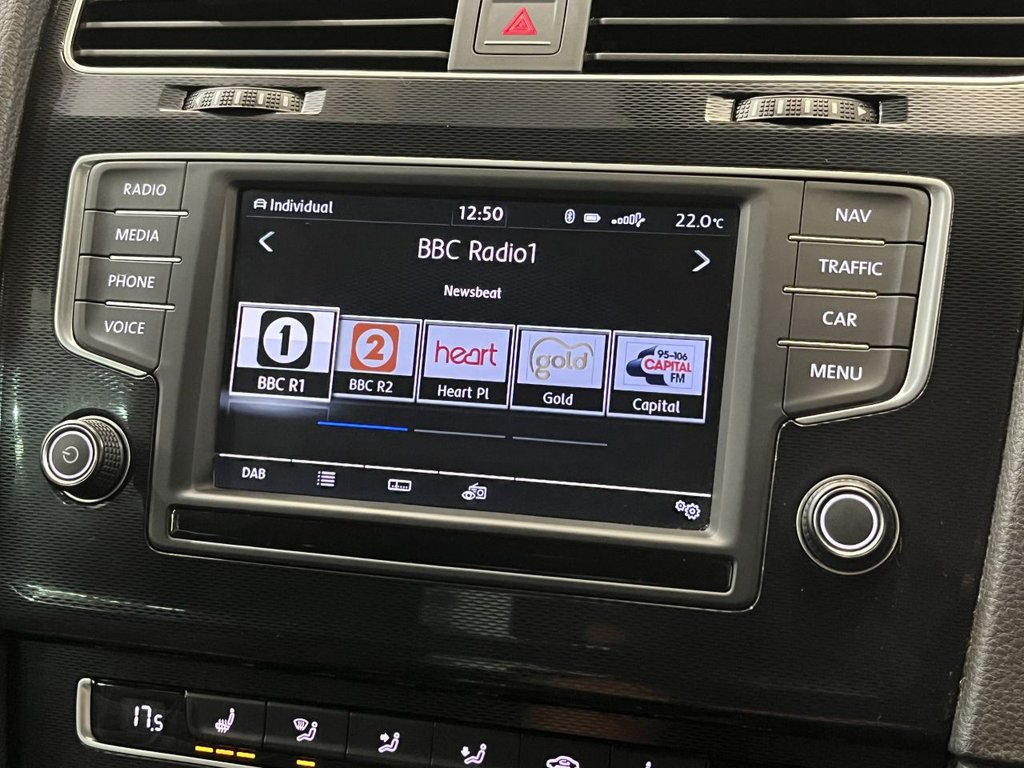 RADIO
MEDIA
PHONE
VOICE
Individual 12:50 22.0°C
BBC Radio1
Newsbeat
1
BBC R1
2
BBC R2
heart
Heart Pl
gold
Gold
95-106
CAPITAL
FM
Capital
DAB
NAV
TRAFFIC
CAR
MENU
17.5